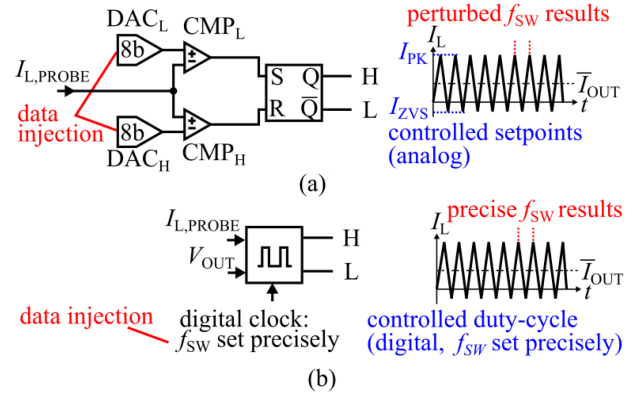 DAC_L CMP_L
8b
I_L,PROBE
data injection
8b
DAC_H CMP_H
S Q H
R Q̅ L
perturbed f_SW results
I_L
I_PK
I̅_OUT
I_ZVS t
controlled setpoints (analog)
(a)
I_L,PROBE
V_OUT
H
L
data injection
digital clock:
f_SW set precisely
precise f_SW results
I_L
I̅_OUT
t
controlled duty-cycle
(digital, f_SW set precisely)
(b)